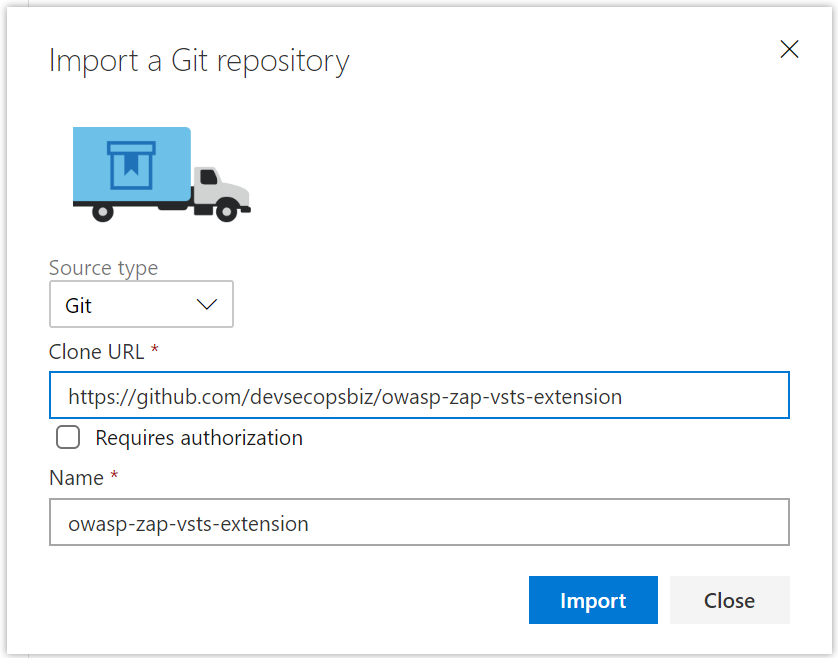 Import a Git repository
Source type
Git
Clone URL *
https://github.com/devsecopsbiz/owasp-zap-vsts-extension
Requires authorization
Name *
owasp-zap-vsts-extension
Import Close